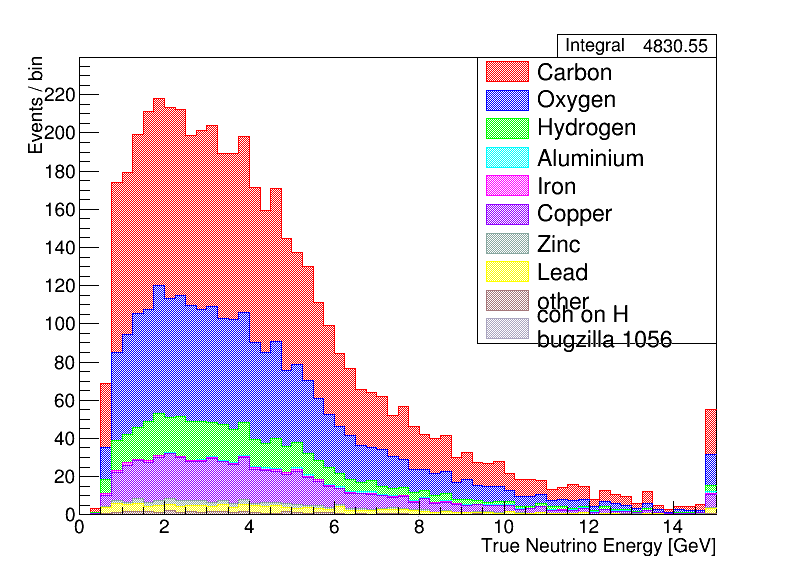 Integral 4830.55
Events / bin
Carbon
Oxygen
Hydrogen
Aluminium
Iron
Copper
Zinc
Lead
other
coh on H
bugzilla 1056
220
200
180
160
140
120
100
80
60
40
20
0
0 2 4 6 8 10 12 14
True Neutrino Energy [GeV]